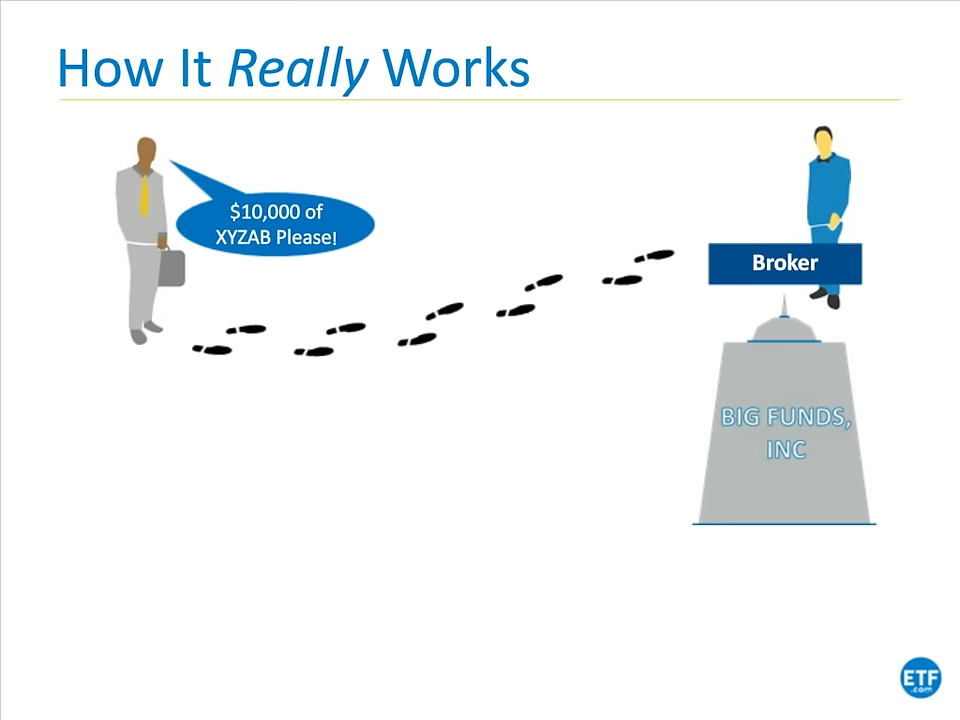 How It Really Works
$10,000 of
XYZAB Please!
Broker
BIG FUNDS,
INC
ETF
.com